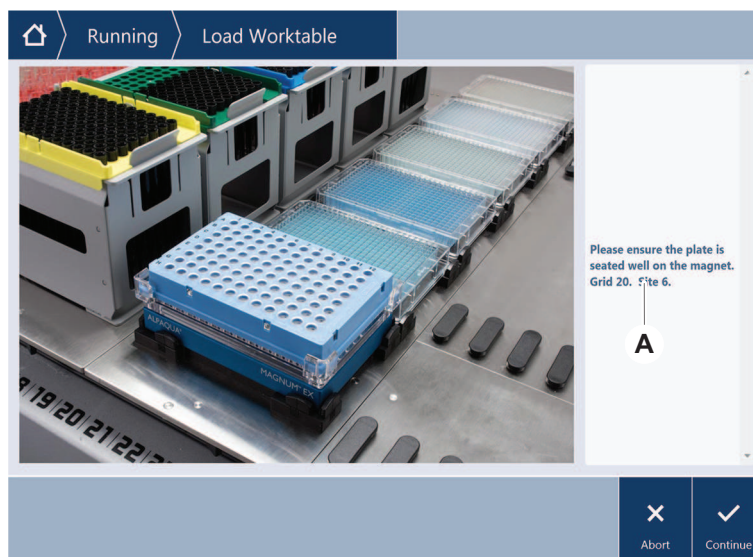 Running
Load Worktable
Please ensure the plate is
seated well on the magnet.
Grid 20. Site 6.
A
ALPAQUA®
MAGNUM® EX
19 20 21 22
Abort
Continue